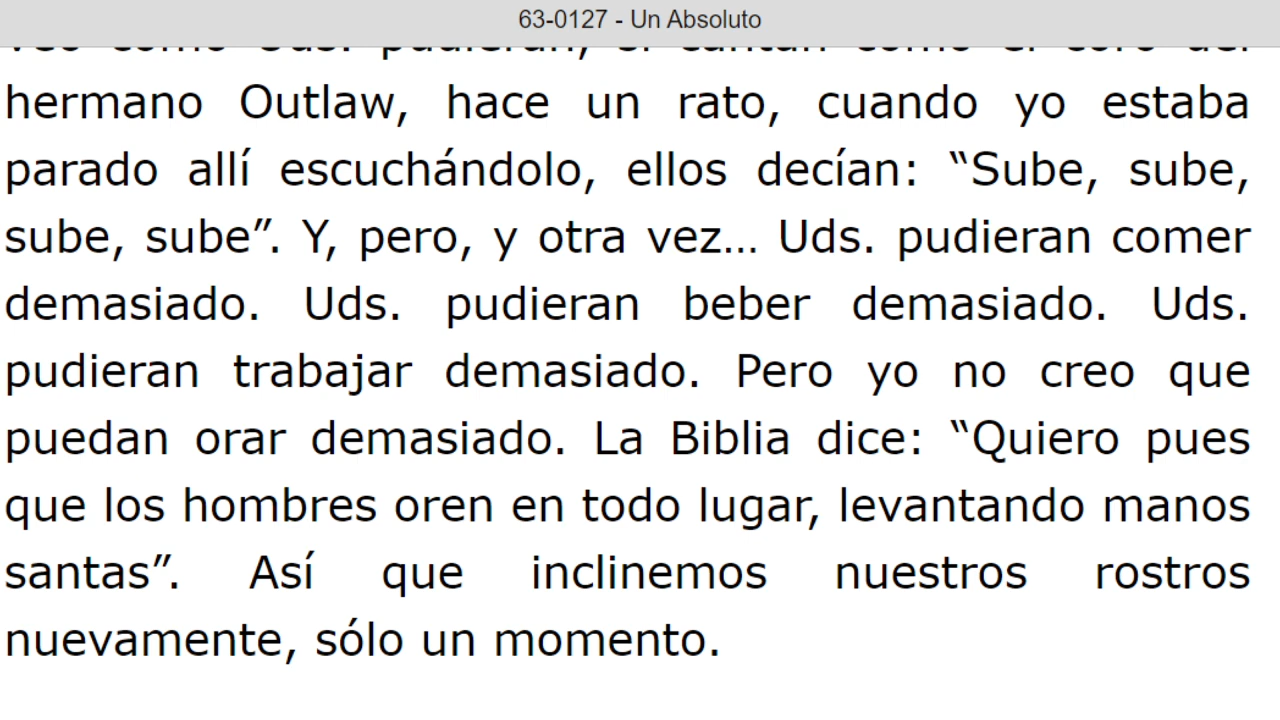 63-0127 - Un Absoluto
hermano Outlaw, hace un rato, cuando yo estaba
parado allí escuchándolo, ellos decían: “Sube, sube,
sube, sube”. Y, pero, y otra vez... Uds. pudieran comer
demasiado. Uds. pudieran beber demasiado. Uds.
pudieran trabajar demasiado. Pero yo no creo que
puedan orar demasiado. La Biblia dice: “Quiero pues
que los hombres oren en todo lugar, levantando manos
santas”. Así que inclinemos nuestros rostros
nuevamente, sólo un momento.